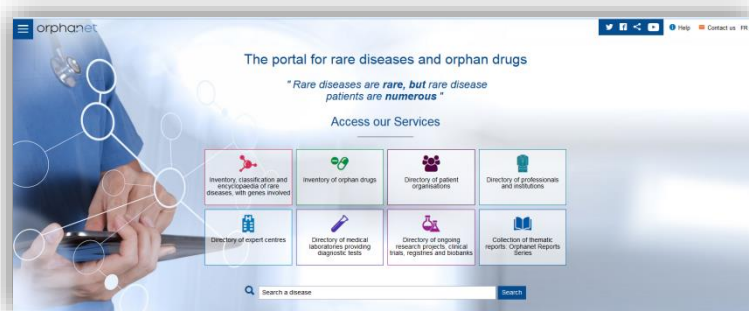 orphanet
Help
Contact us
FR
The portal for rare diseases and orphan drugs
" Rare diseases are rare, but rare disease
patients are numerous "
Access our Services
Inventory, classification and
encyclopaedia of rare
diseases, with genes involved
Inventory of orphan drugs
Directory of patient
organisations
Directory of professionals
and institutions
Directory of expert centres
Directory of medical
laboratories providing
diagnostic tests
Directory of ongoing
research projects, clinical
trials, registries and biobanks
Collection of thematic
reports: Orphanet Reports
Series
Search a disease
Search